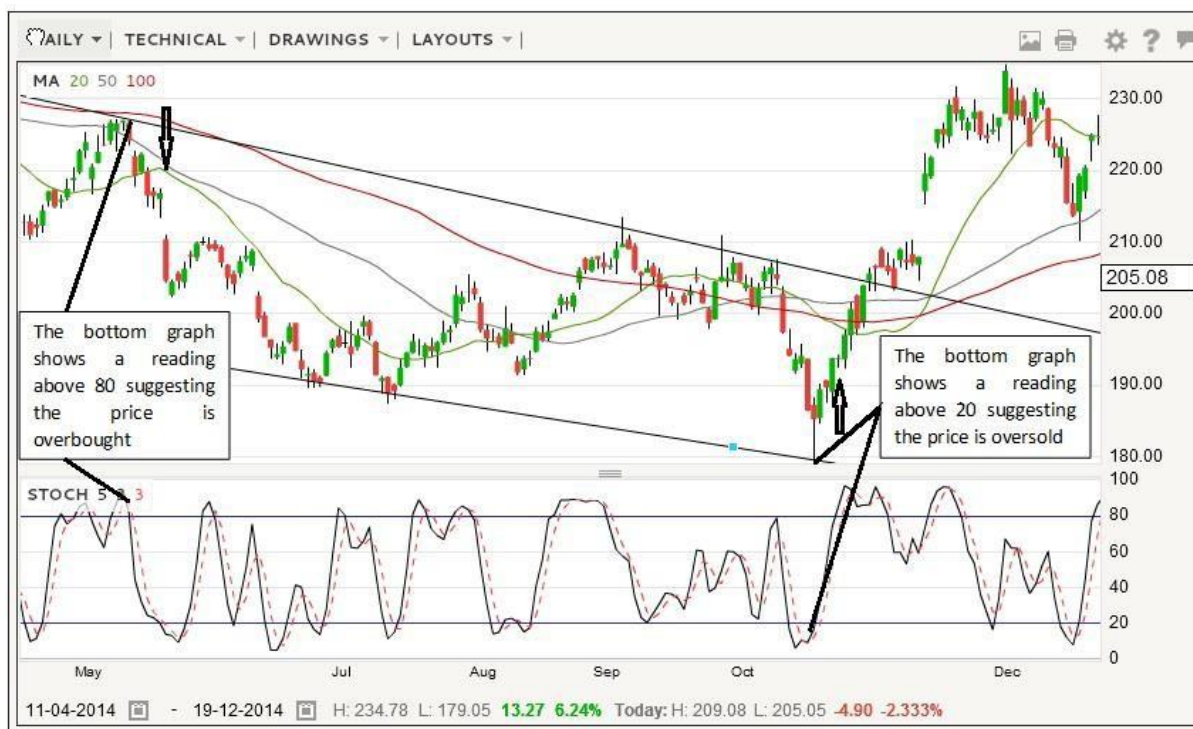 AILY | TECHNICAL | DRAWINGS | LAYOUTS |
MA 20 50 100
230.00
220.00
210.00
205.08
200.00
190.00
180.00
The bottom graph
shows a reading
above 80 suggesting
the price is
overbought
The bottom graph
shows a reading
above 20 suggesting
the price is oversold
STOCH 5 3 3
100
80
60
40
20
0
May Jul Aug Sep Oct Dec
11-04-2014 - 19-12-2014 H: 234.78 L: 179.05 13.27 6.24% Today: H: 209.08 L: 205.05 -4.90 -2.333%